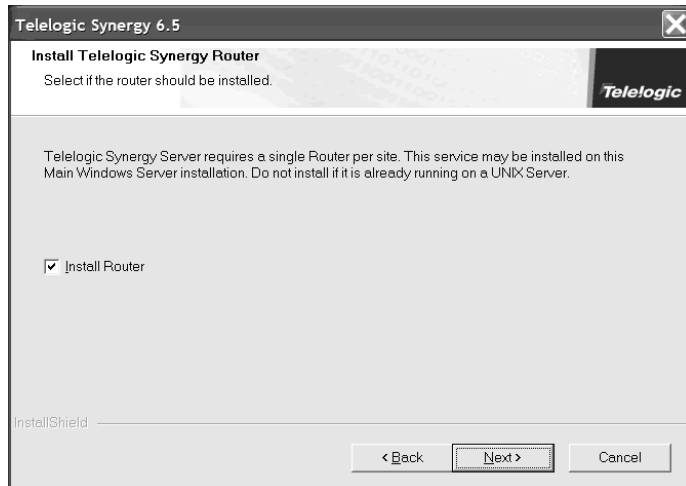 Telelogic Synergy 6.5
Install Telelogic Synergy Router
Select if the router should be installed.
Telelogic
Telelogic Synergy Server requires a single Router per site. This service may be installed on this
Main Windows Server installation. Do not install if it is already running on a UNIX Server.
Install Router
InstallShield
< Back
Next >
Cancel